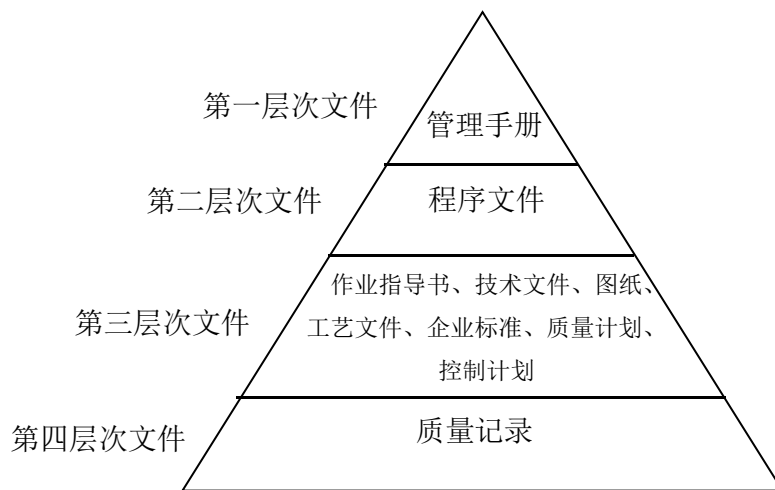 第一层次文件
管理手册
第二层次文件
程序文件
第三层次文件
作业指导书、技术文件、图纸、
工艺文件、企业标准、质量计划、
控制计划
第四层次文件
质量记录